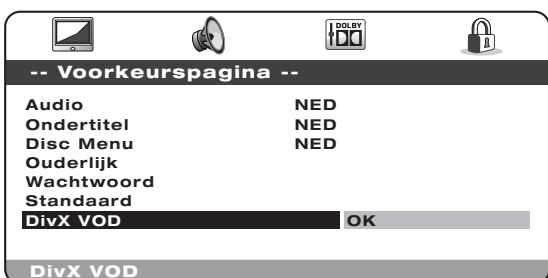 DOLBY
-- Voorkeurspagina --
Audio NED
Ondertitel NED
Disc Menu NED
Ouderlijk
Wachtwoord
Standaard
DivX VOD OK
DivX VOD